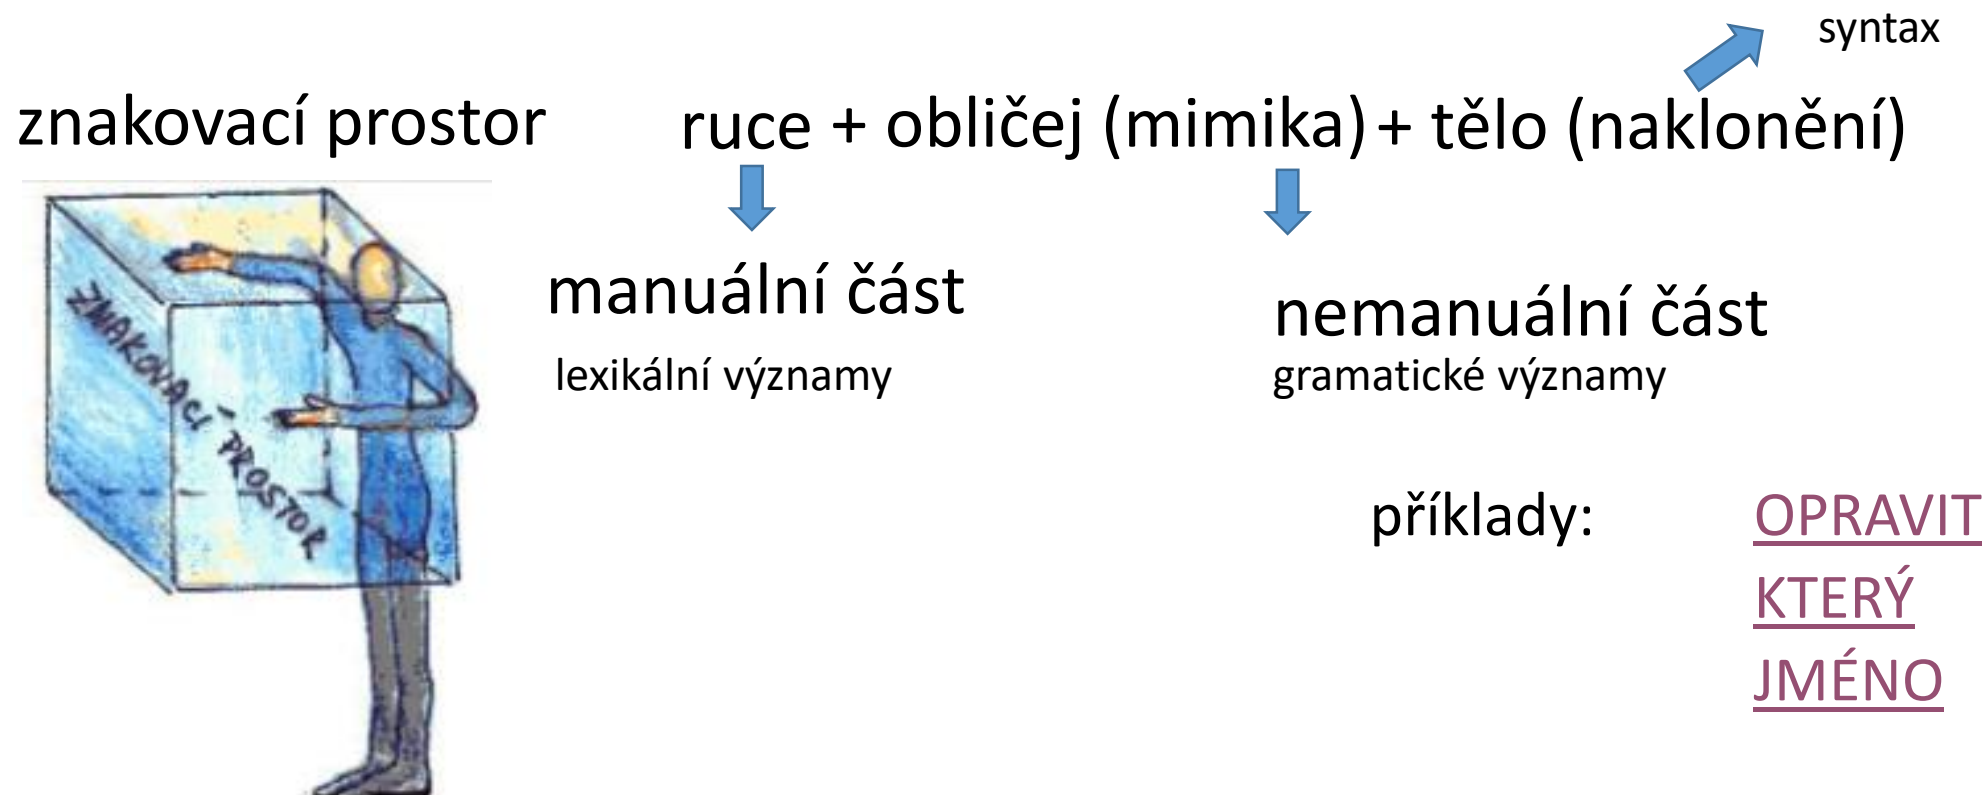 syntax
znakovací prostor
ruce + obličej (mimika) + tělo (naklonění)
manuální část
nemanuální část
lexikální významy
gramatické významy
ZNAKOVACÍ PROSTOR
příklady:
OPRAVIT
KTERÝ
JMÉNO